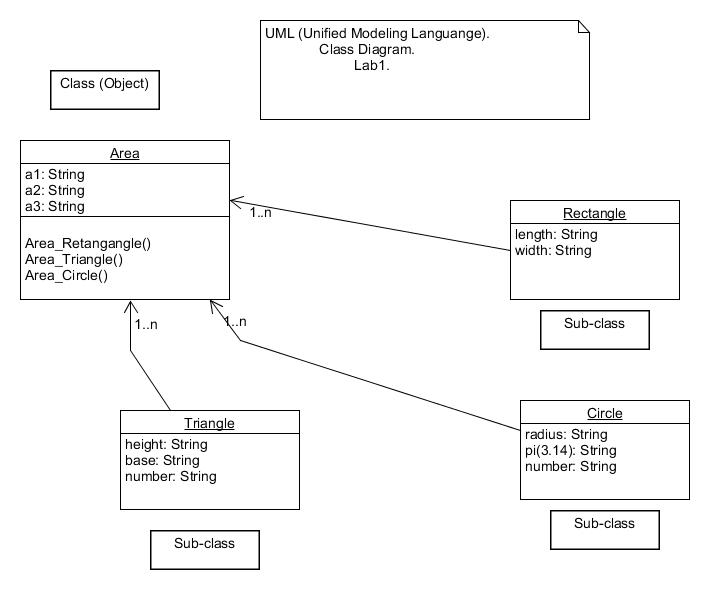 UML (Unified Modeling Languange).
Class Diagram.
Lab1.
Class (Object)
Area
a1: String
a2: String
a3: String
Area_Retangangle()
Area_Triangle()
Area_Circle()
1..n
Rectangle
length: String
width: String
Sub-class
1..n
1..n
Triangle
height: String
base: String
number: String
Sub-class
Circle
radius: String
pi(3.14): String
number: String
Sub-class